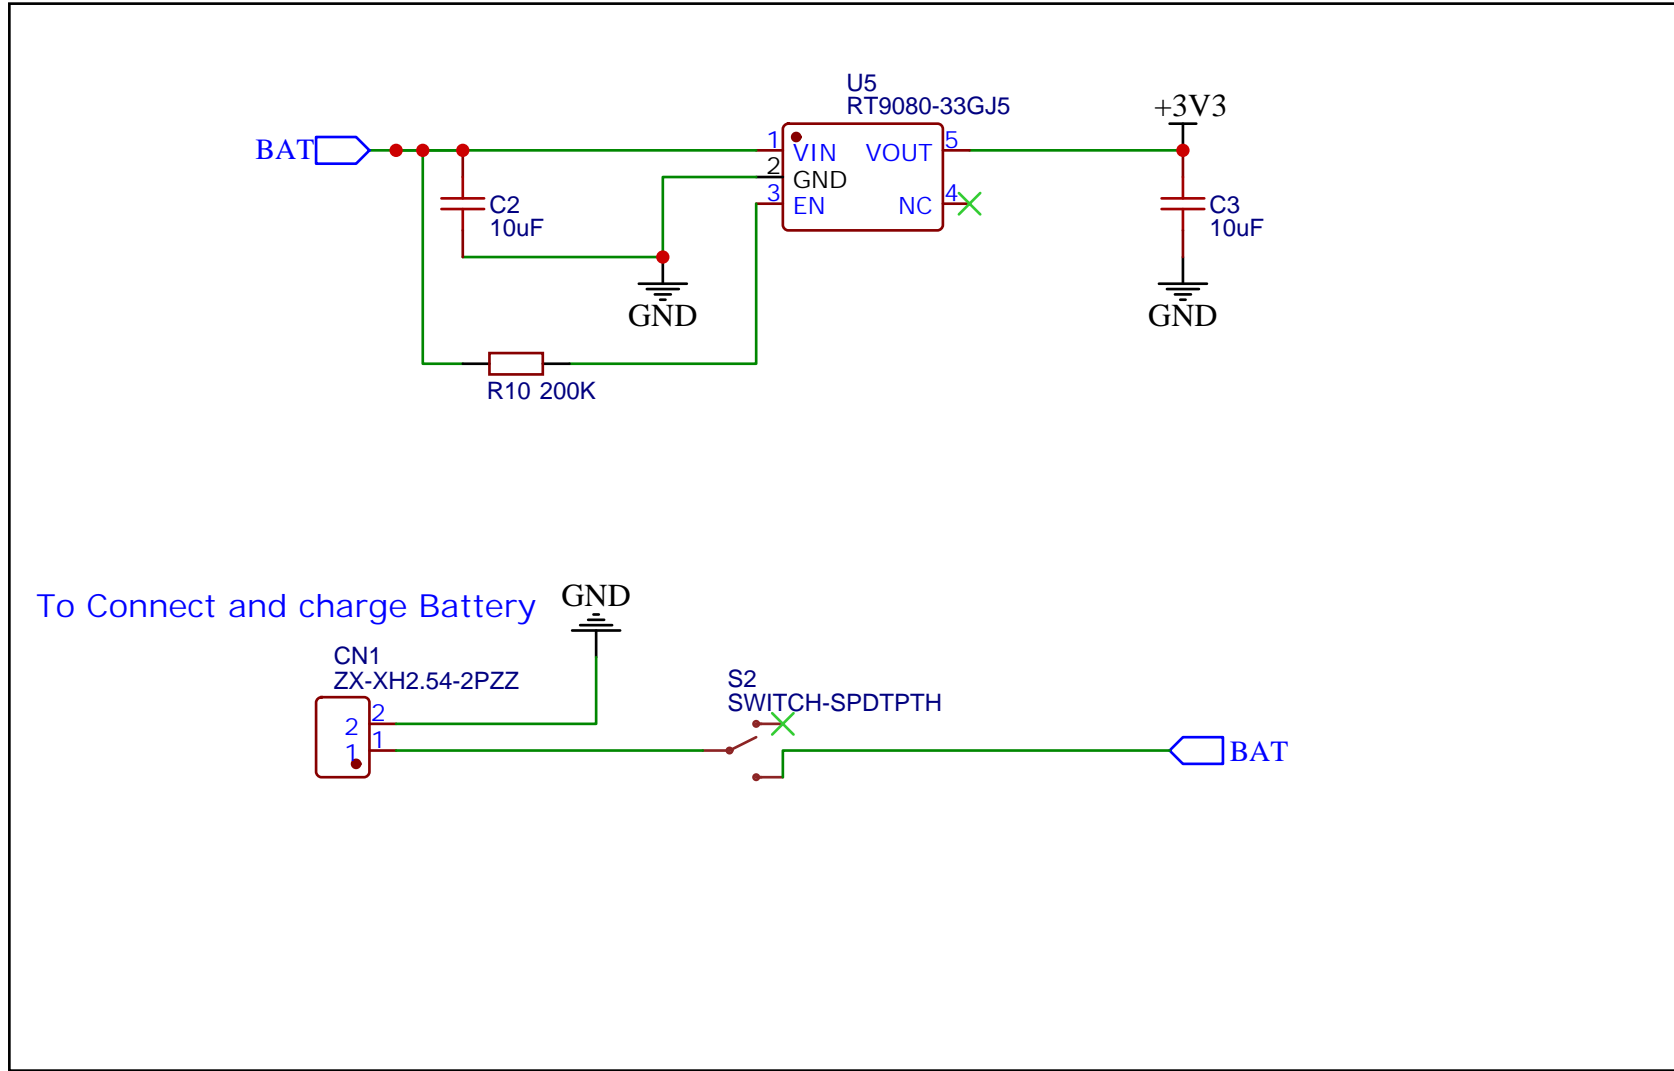 U5
RT9080-33GJ5
+3V3
BAT
1
VIN
VOUT
5
2
GND
3
EN
NC
4
C2
10uF
C3
10uF
GND
GND
R10 200K
To Connect and charge Battery
GND
CN1
ZX-XH2.54-2PZZ
S2
SWITCH-SPDTPTH
2
2
1
1
BAT